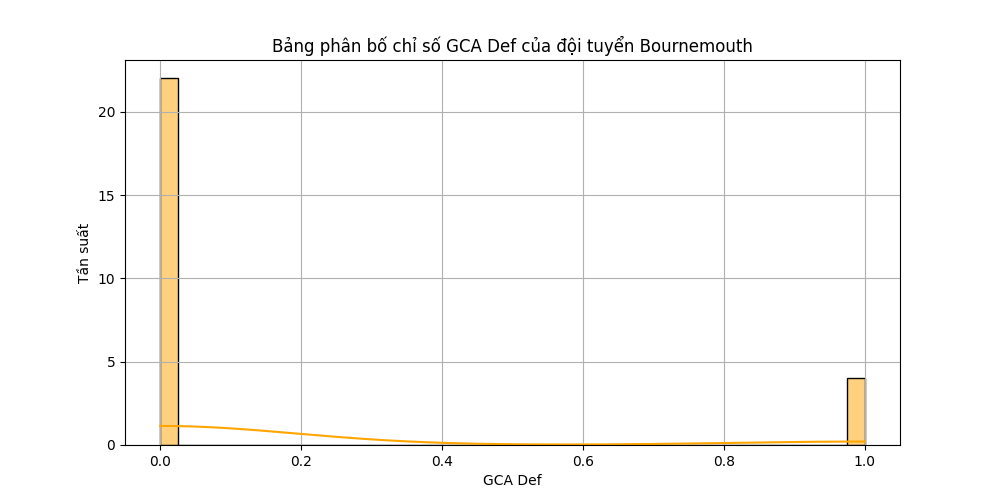 Bảng phân bố chỉ số GCA Def của đội tuyển Bournemouth
Tần suất
20
15
10
5
0
0.0 0.2 0.4 0.6 0.8 1.0
GCA Def